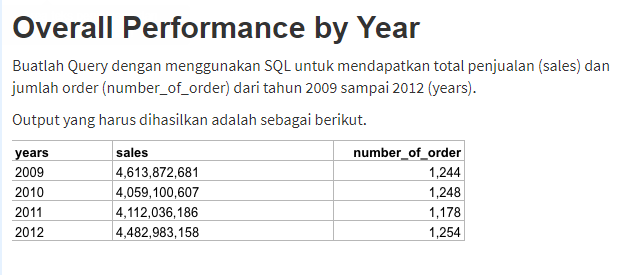 Overall Performance by Year
Buatlah Query dengan menggunakan SQL untuk mendapatkan total penjualan (sales) dan
jumlah order (number_of_order) dari tahun 2009 sampai 2012 (years).
Output yang harus dihasilkan adalah sebagai berikut.
years sales number_of_order
2009 4,613,872,681 1,244
2010 4,059,100,607 1,248
2011 4,112,036,186 1,178
2012 4,482,983,158 1,254